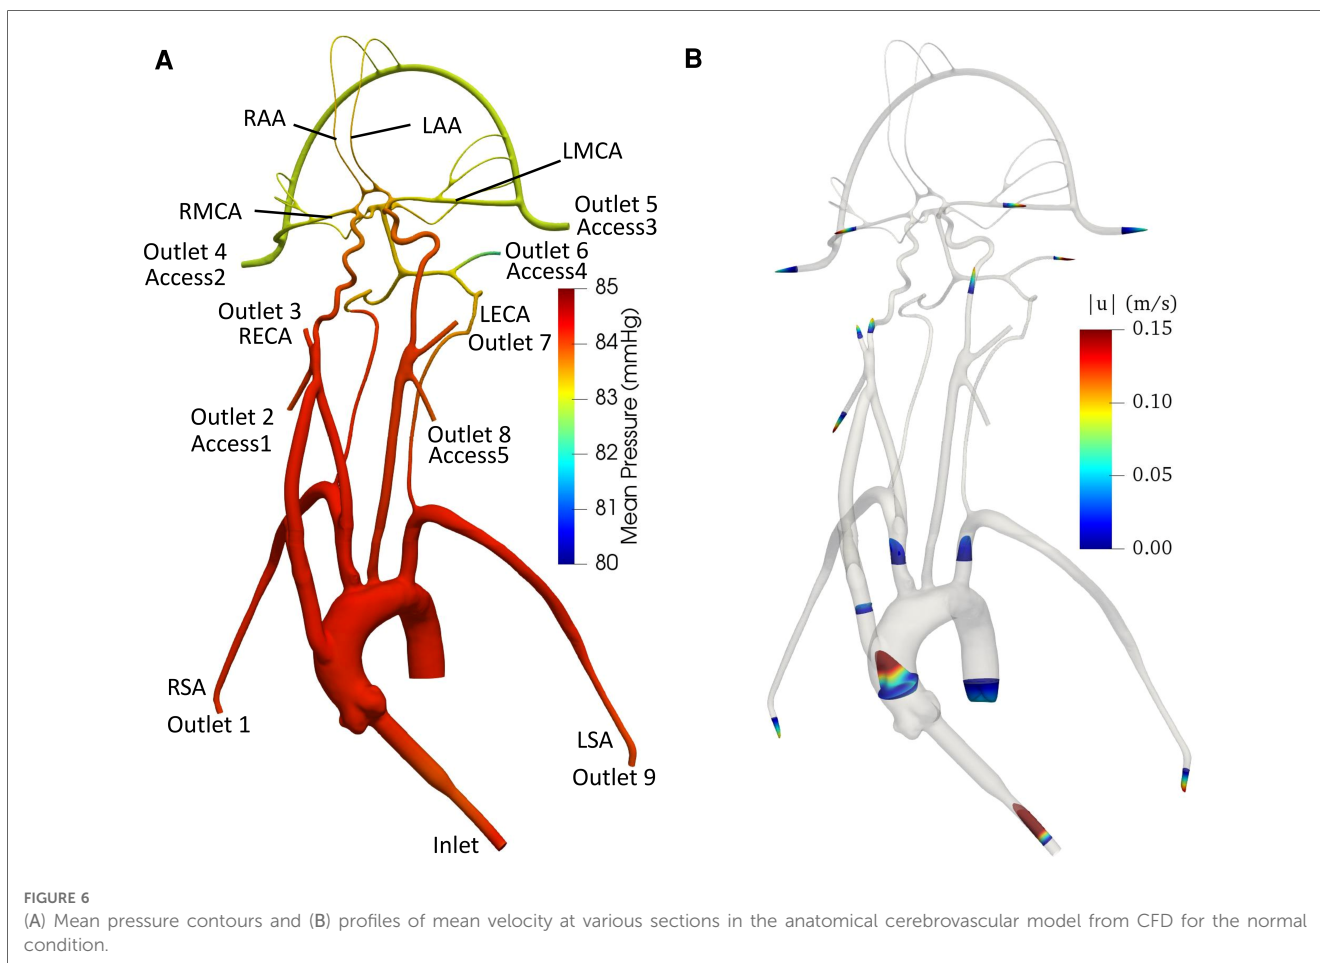 A
B
RAA
LAA
LMCA
RMCA
Outlet 5
Access3
Outlet 4
Access2
Outlet 6
Access4
Outlet 3
RECA
LECA
Outlet 7
Outlet 2
Access1
Outlet 8
Access5
85
84
83
82
81
80
Mean Pressure (mmHg)
|u| (m/s)
0.15
0.10
0.05
0.00
RSA
Outlet 1
LSA
Outlet 9
Inlet
FIGURE 6
(A) Mean pressure contours and (B) profiles of mean velocity at various sections in the anatomical cerebrovascular model from CFD for the normal
condition.